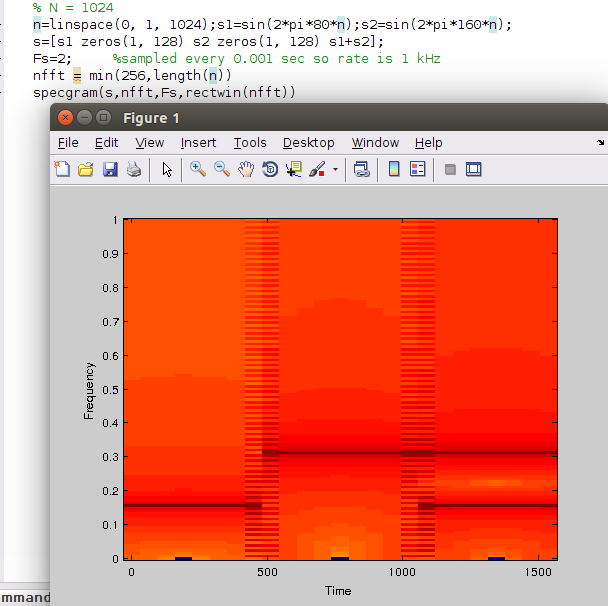 % N = 1024
n=linspace(0, 1, 1024);s1=sin(2*pi*80*n);s2=sin(2*pi*160*n);
s=[s1 zeros(1, 128) s2 zeros(1, 128) s1+s2];
Fs=2; %sampled every 0.001 sec so rate is 1 kHz
nfft = min(256,length(n))
specgram(s,nfft,Fs,rectwin(nfft))
Figure 1
File Edit View Insert Tools Desktop Window Help
1
0.9
0.8
0.7
0.6
0.5
0.4
0.3
0.2
0.1
0
Frequency
0 500 1000 1500
Time
mmand